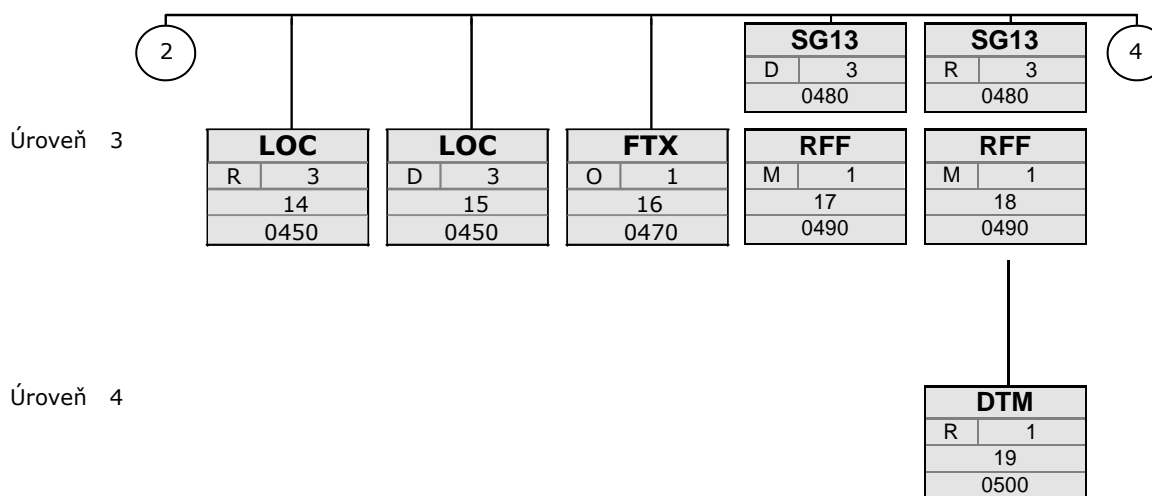 2
SG13
D 3
0480
SG13
R 3
0480
4
Úroveň 3
LOC
R 3
14
0450
LOC
D 3
15
0450
FTX
O 1
16
0470
RFF
M 1
17
0490
RFF
M 1
18
0490
Úroveň 4
DTM
R 1
19
0500